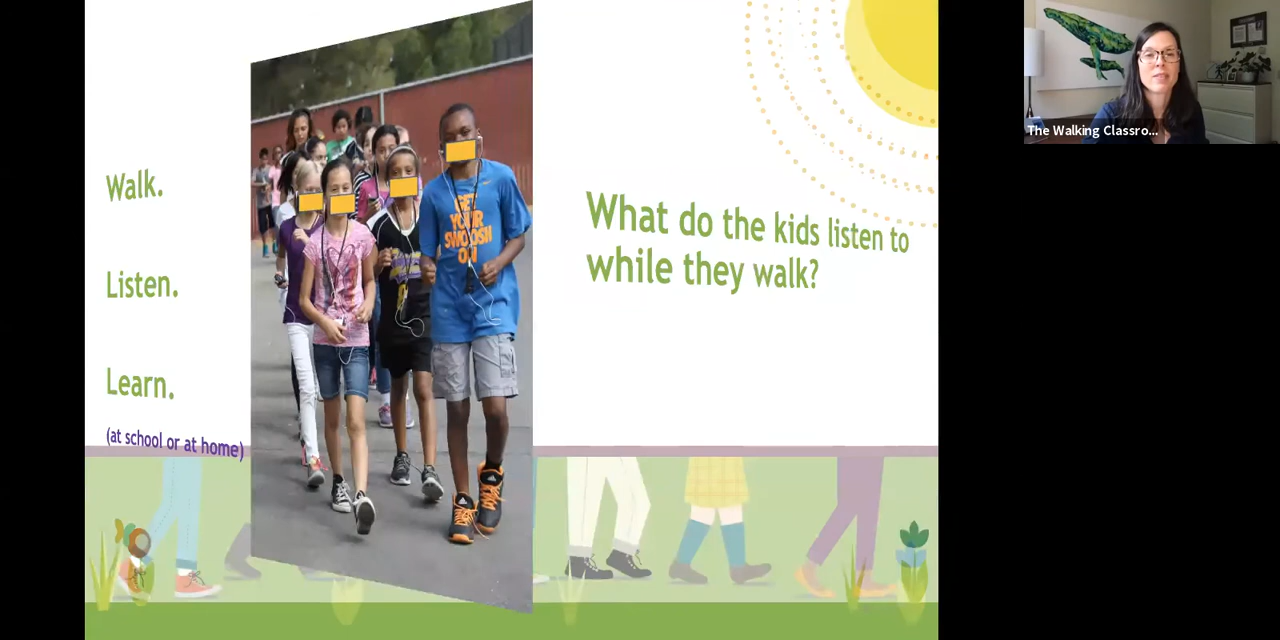 Walk.
Listen.
Learn.
(at school or at home)
GET
YOUR
SWOOSH
ON
What do the kids listen to
while they walk?
The Walking Classro...